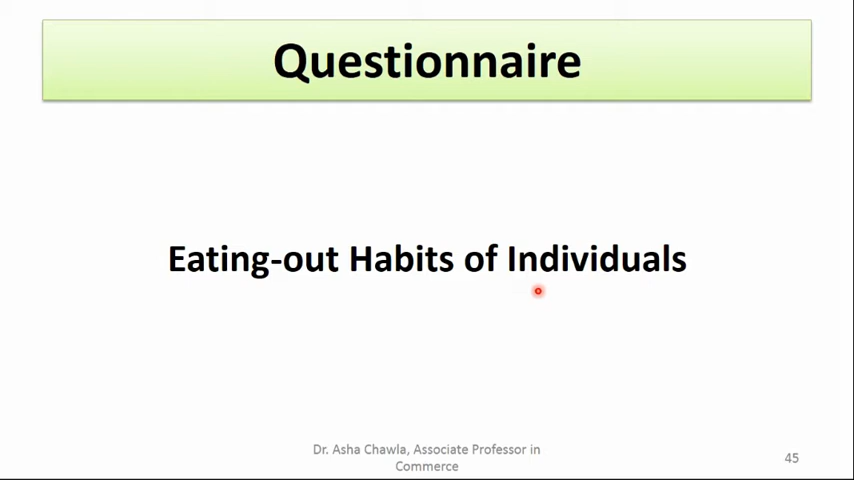 Questionnaire
Eating-out Habits of Individuals
Dr. Asha Chawla, Associate Professor in
Commerce
45